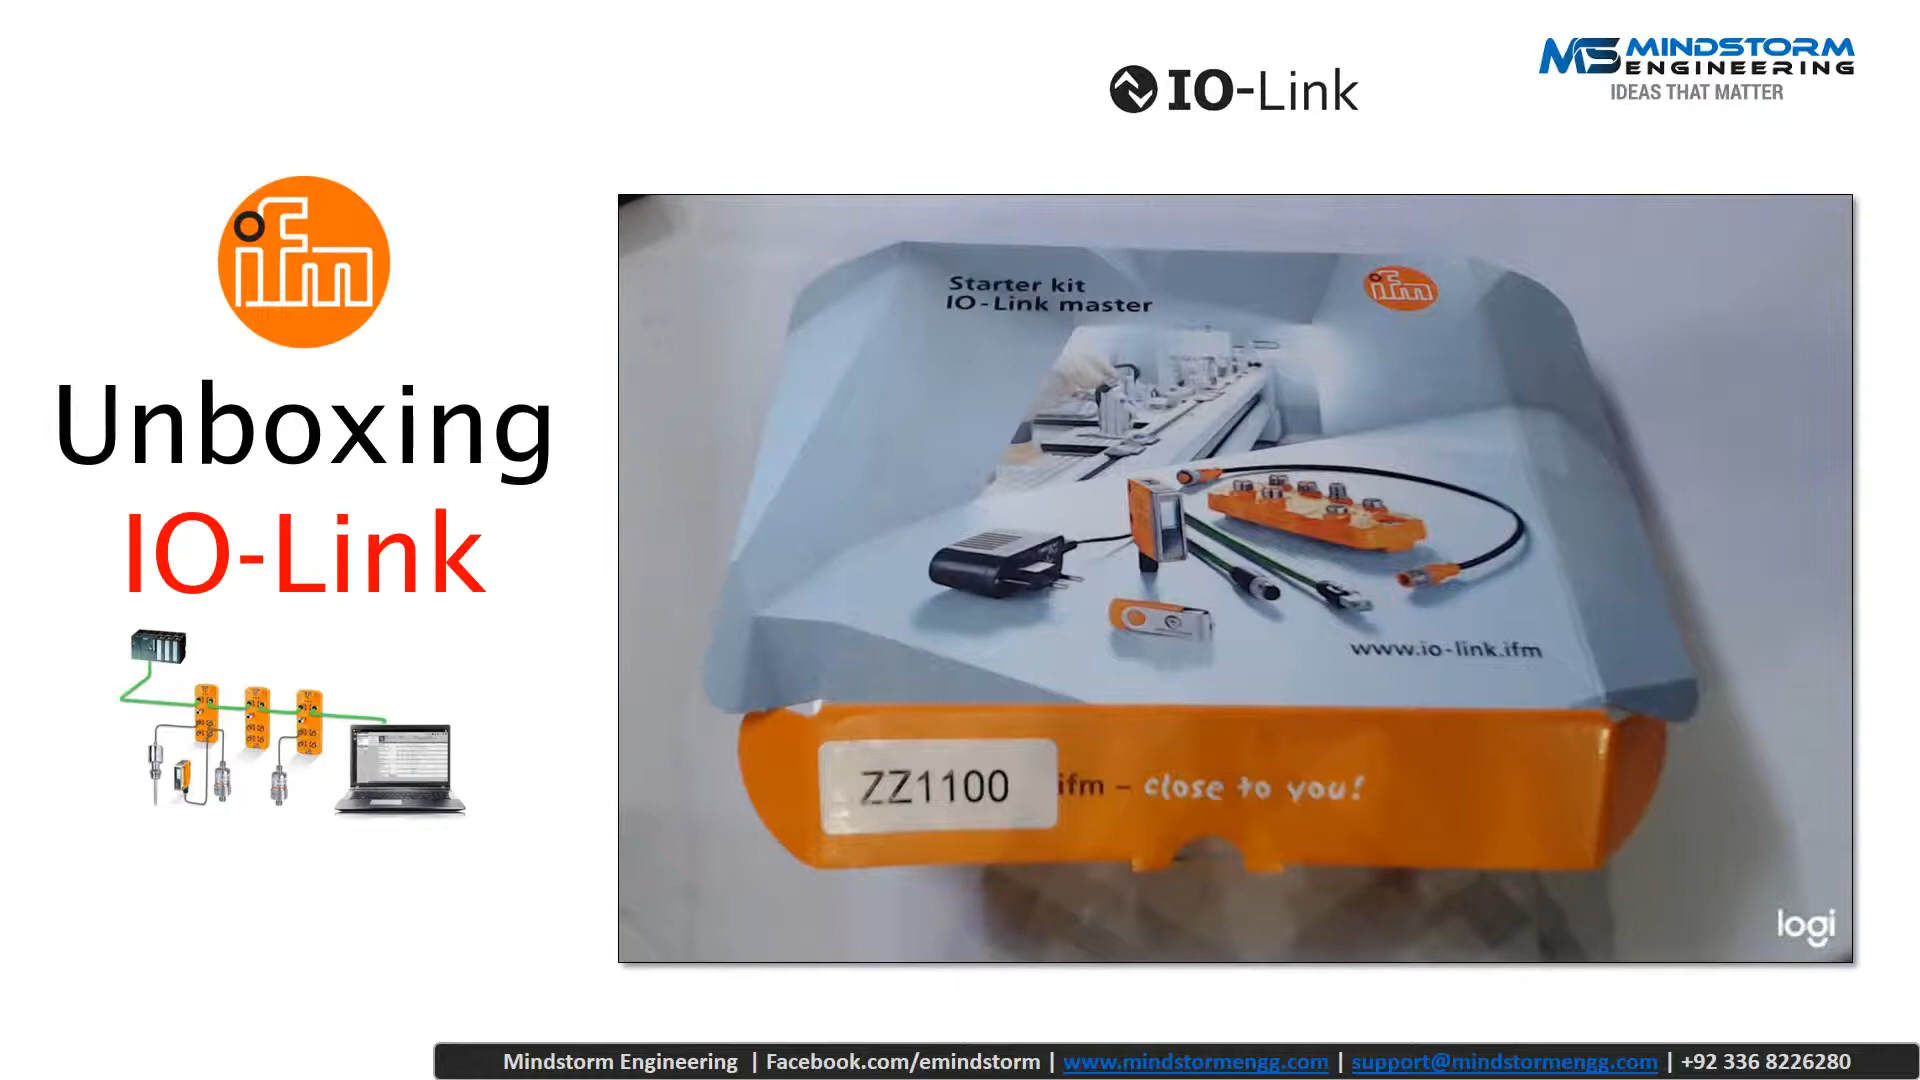 IO-Link
MINDSTORM
ENGINEERING
IDEAS THAT MATTER
ifm
Unboxing
IO-Link
Starter kit
IO-Link master
ifm
www.io-link.ifm
ZZ1100
ifm – close to you!
logi
Mindstorm Engineering | Facebook.com/emindstorm | www.mindstormengg.com | support@mindstormengg.com | +92 336 8226280